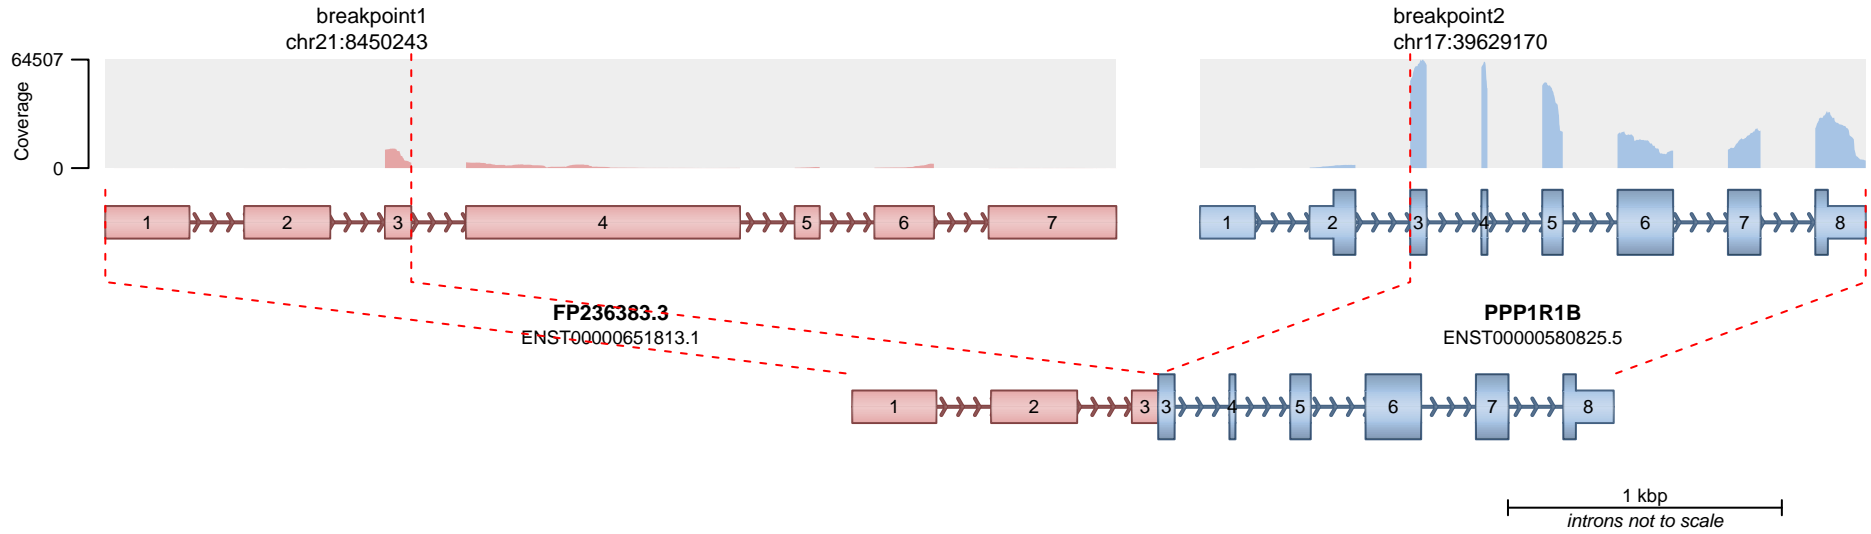 breakpoint1
chr21:8450243
breakpoint2
chr17:39629170
64507
0
Coverage
1 2 3 4 5 6 7
1 2 3 4 5 6 7 8
FP236383.3
ENST00000651813.1
PPP1R1B
ENST00000580825.5
1 2 3 3 4 5 6 7 8
1 kbp
introns not to scale